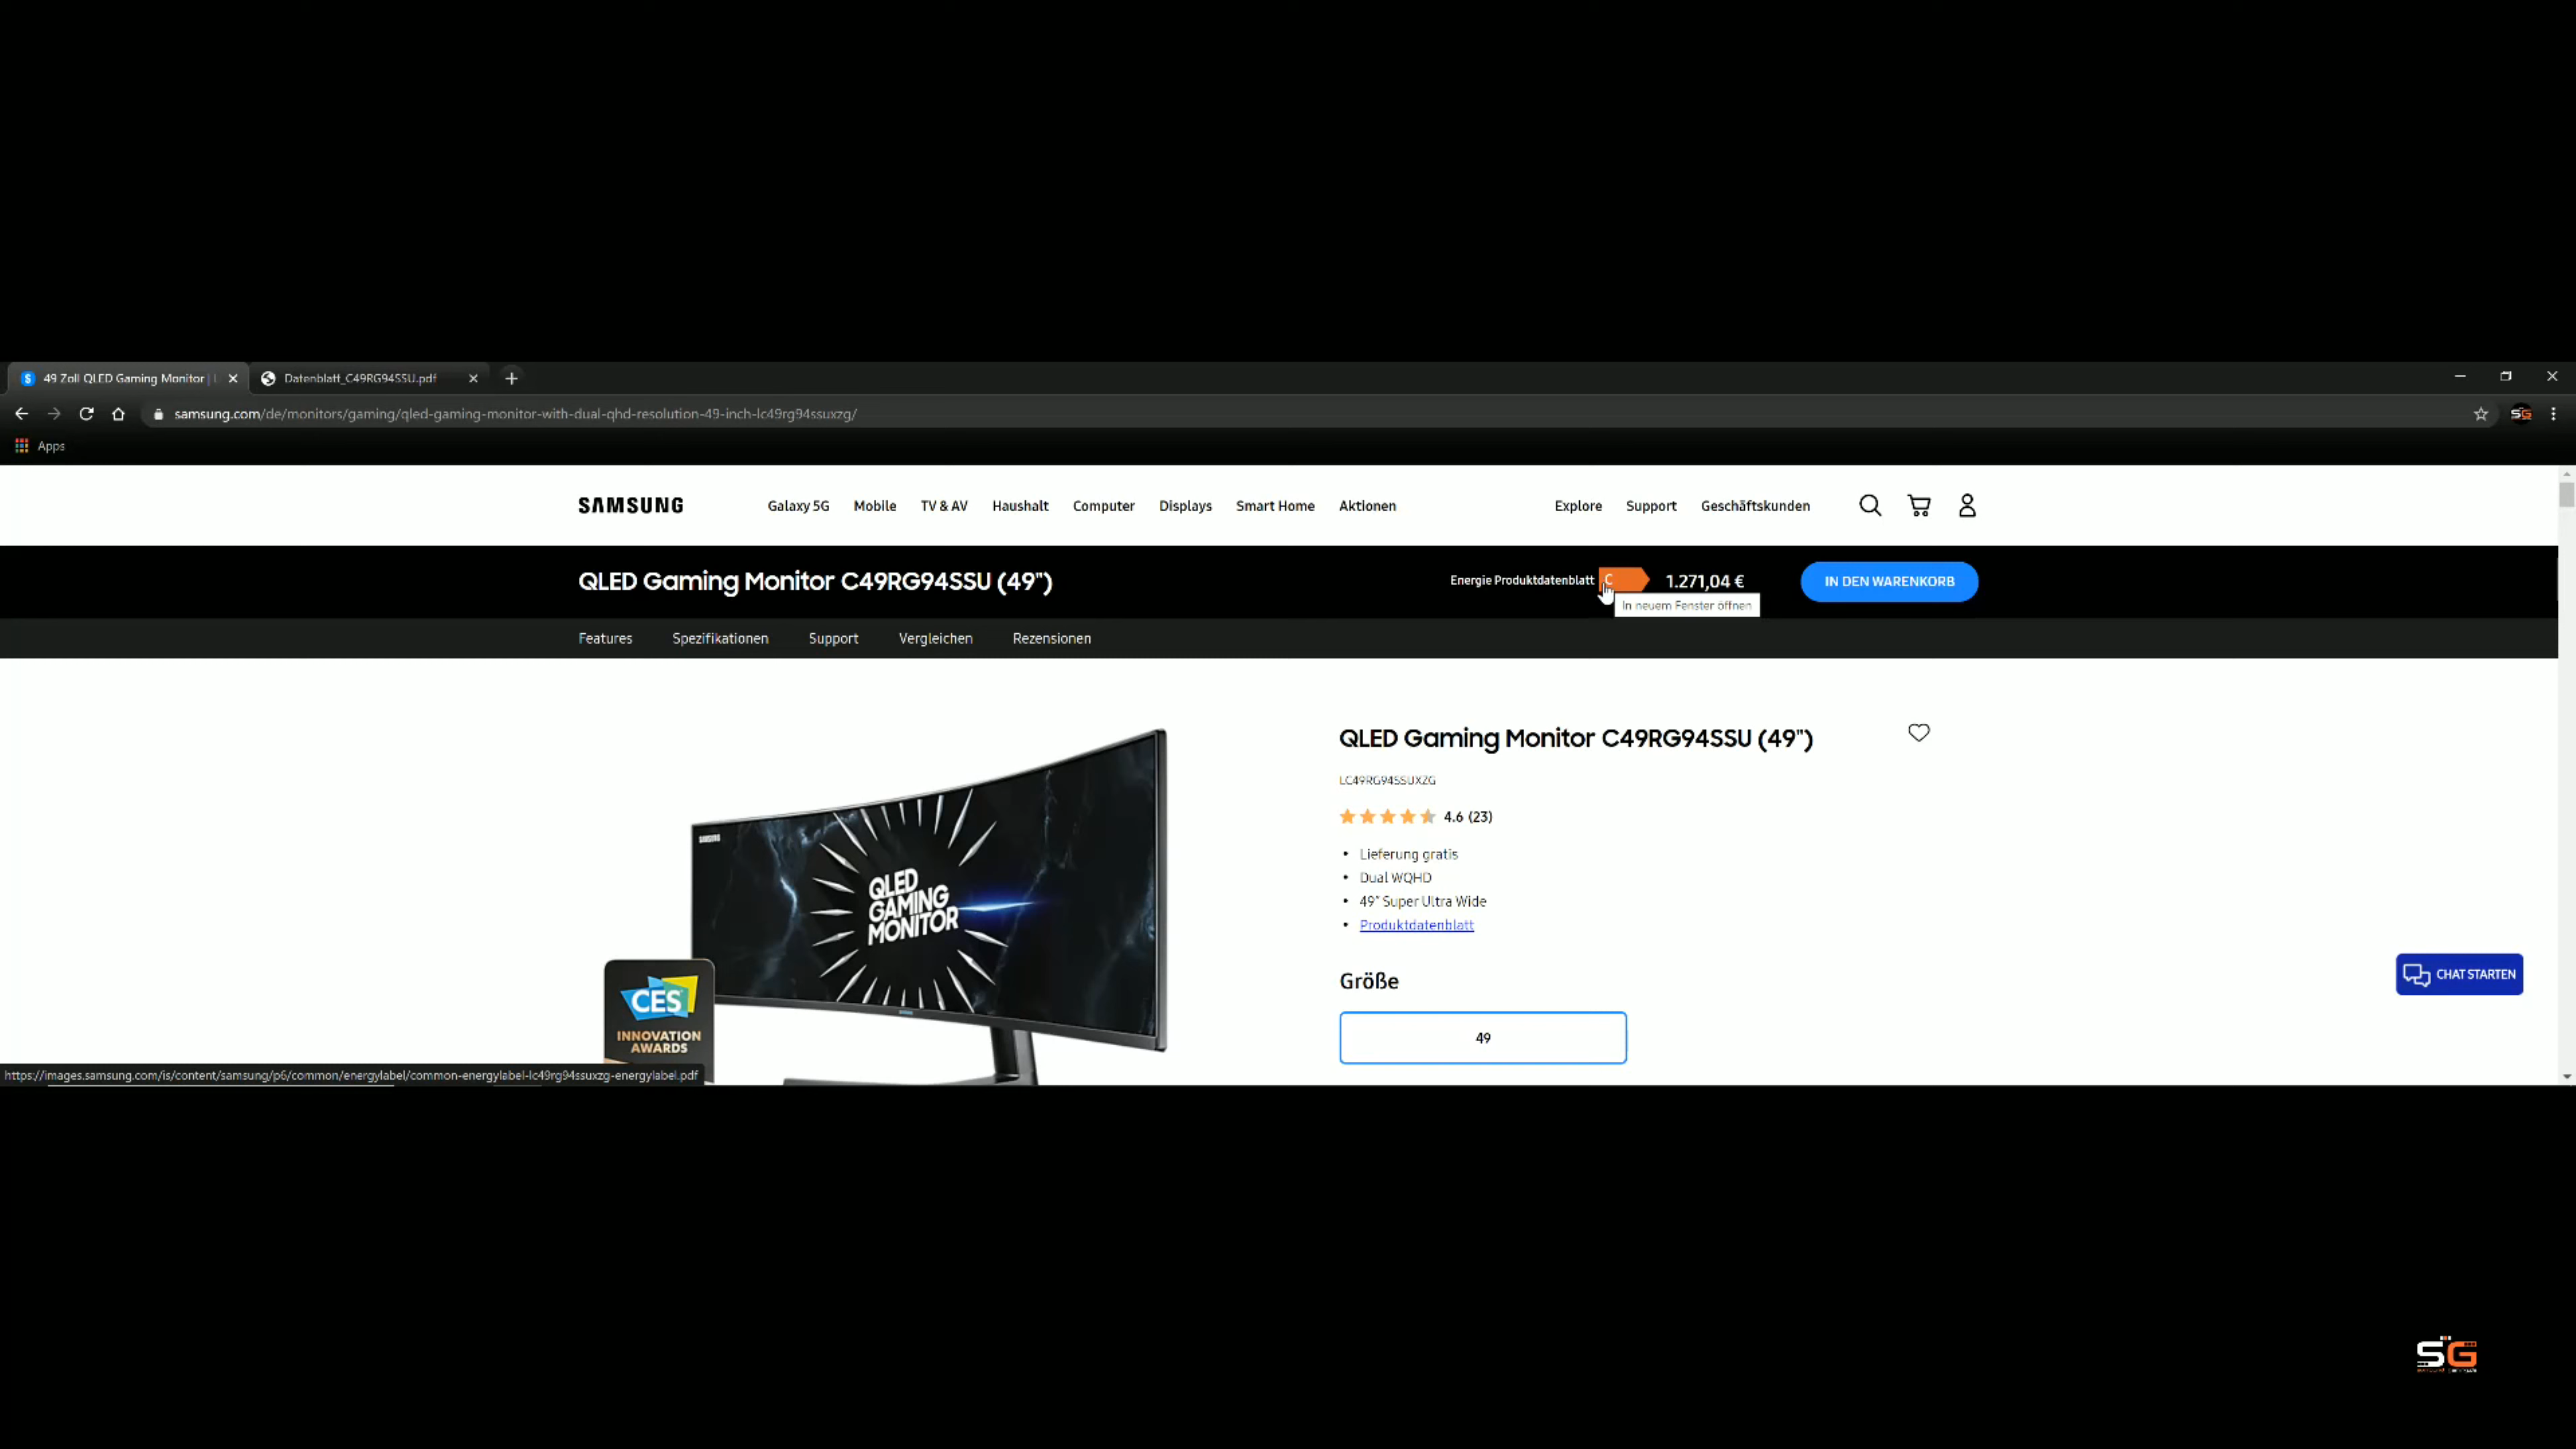 49 Zoll QLED Gaming Monitor |
Datenblatt_C49RG94SSU.pdf
samsung.com/de/monitors/gaming/qled-gaming-monitor-with-dual-qhd-resolution-49-inch-lc49rg94ssuxzg/
SG
Apps
SAMSUNG Galaxy 5G Mobile TV & AV Haushalt Computer Displays Smart Home Aktionen Explore Support Geschäftskunden
QLED Gaming Monitor C49RG94SSU (49") Energie Produktdatenblatt C 1.271,04 € IN DEN WARENKORB
In neuem Fenster öffnen
Features Spezifikationen Support Vergleichen Rezensionen
QLED Gaming Monitor C49RG94SSU (49")
LC49RG94SSUXZG
4.6 (23)
• Lieferung gratis
• Dual WQHD
• 49" Super Ultra Wide
• Produktdatenblatt
Größe
49
SAMSUNG
QLED
GAMING
MONITOR
CES
INNOVATION
AWARDS
CHAT STARTEN
https://images.samsung.com/is/content/samsung/p6/common/energylabel/common-energylabel-lc49rg94ssuxzg-energylabel.pdf
SG